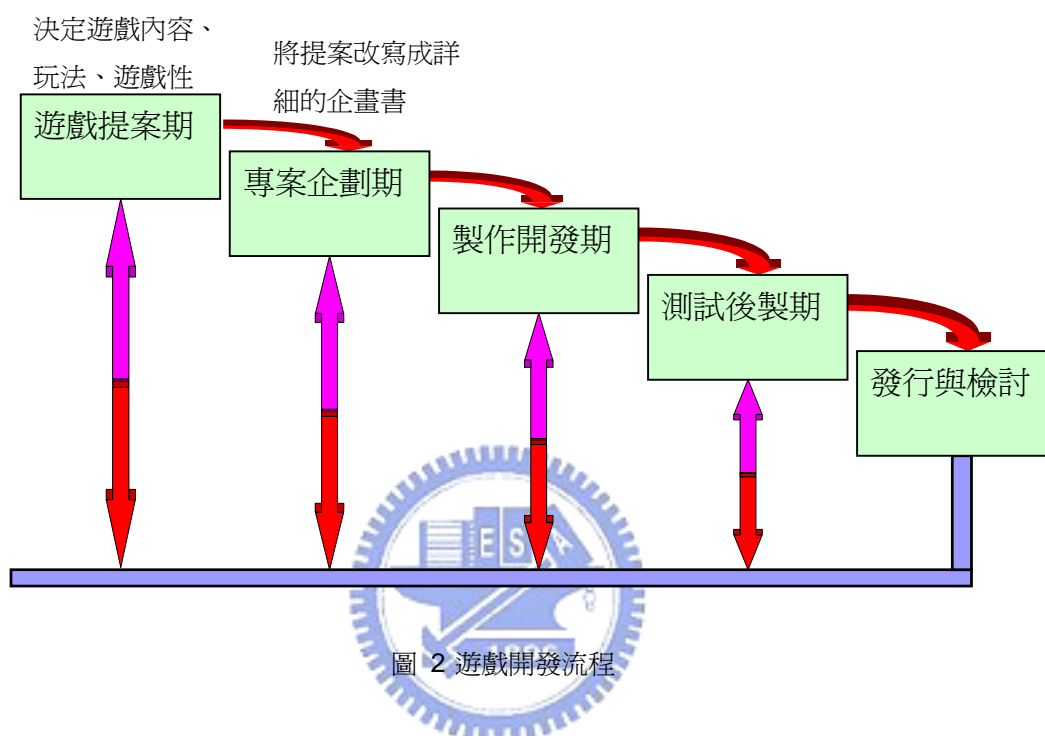 決定遊戲內容、
玩法、遊戲性
將提案改寫成詳
細的企畫書
遊戲提案期
專案企劃期
製作開發期
測試後製期
發行與檢討
E S A
1896
圖 2 遊戲開發流程